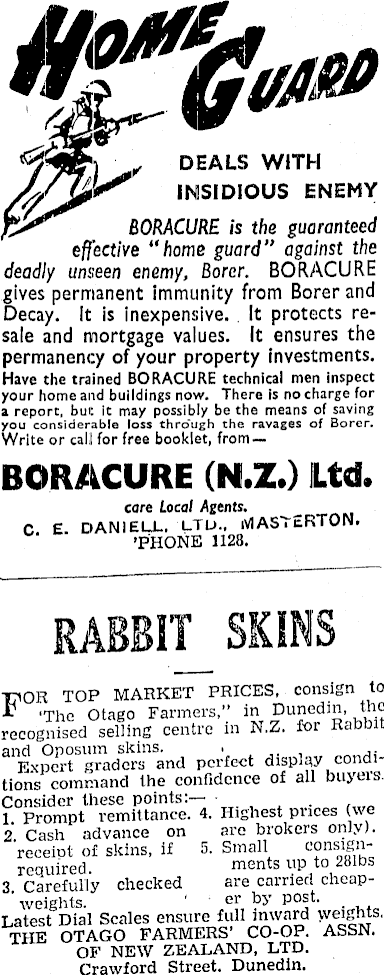 HOME
GUARD
DEALS WITH
INSIDIOUS ENEMY
BORACURE is the guaranteed
effective "home guard" against the
deadly unseen enemy, Borer. BORACURE
gives permanent immunity from Borer and
Decay. It is inexpensive. It protects re-
sale and mortgage values. It ensures the
permanency of your property investments.
Have the trained BORACURE technical men inspect
your home and buildings now. There is no charge for
a report, but it may possibly be the means of saving
you considerable loss through the ravages of Borer.
Write or call for free booklet, from—
BORACURE (N.Z.) Ltd.
care Local Agents.
C. E. DANIELL, LTD., MASTERTON.
'PHONE 1128.
RABBIT SKINS
FOR TOP MARKET PRICES, consign to
'The Otago Farmers," in Dunedin, the
recognised selling centre in N.Z. for Rabbit
and Oposum skins.
Expert graders and perfect display condi-
tions command the confidence of all buyers.
Consider these points:—
1. Prompt remittance.
2. Cash advance on
receipt of skins, if
required.
3. Carefully checked
weights.
4. Highest prices (we
are brokers only).
5. Small consign-
ments up to 28lbs
are carried cheap-
er by post.
Latest Dial Scales ensure full inward weights.
THE OTAGO FARMERS' CO-OP. ASSN.
OF NEW ZEALAND, LTD.
Crawford Street, Dunedin.